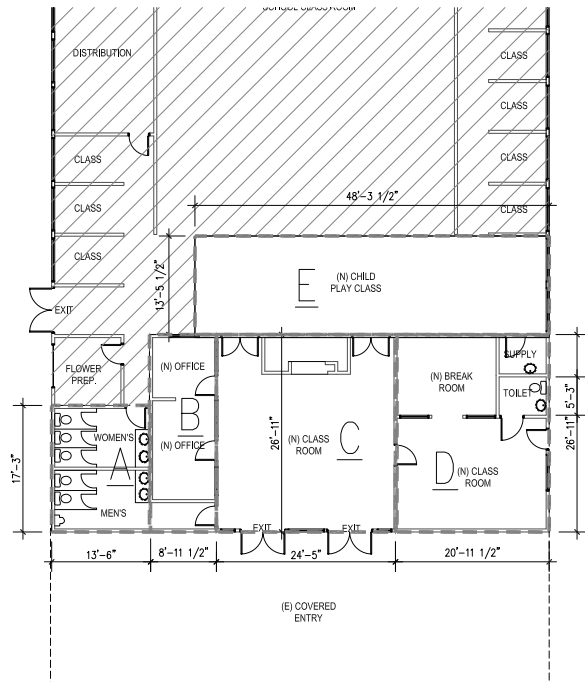 SCHOOL CLASS ROOM
DISTRIBUTION
CLASS
CLASS
CLASS
CLASS
CLASS
CLASS
CLASS
48'-3 1/2"
13'-5 1/2"
E
(N) CHILD
PLAY CLASS
EXIT
FLOWER
PREP.
(N) OFFICE
B
(N) OFFICE
26'-11"
(N) CLASS
ROOM
C
(N) BREAK
ROOM
SUPPLY
TOILET
5'-3"
26'-11"
D
(N) CLASS
ROOM
17'-3"
WOMEN'S
A
MEN'S
EXIT
EXIT
13'-6"
8'-11 1/2"
24'-5"
20'-11 1/2"
(E) COVERED
ENTRY